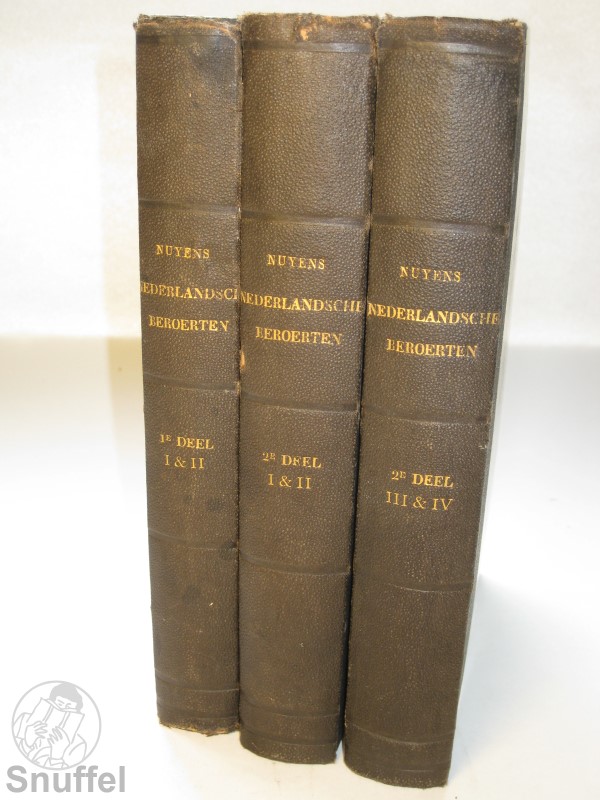 NUYENS
NEDERLANDSCHE
BEROERTEN
1E DEEL
I & II
NUYENS
NEDERLANDSCHE
BEROERTEN
2E DEEL
I & II
NUYENS
NEDERLANDSCHE
BEROERTEN
2E DEEL
III & IV
Snuffel